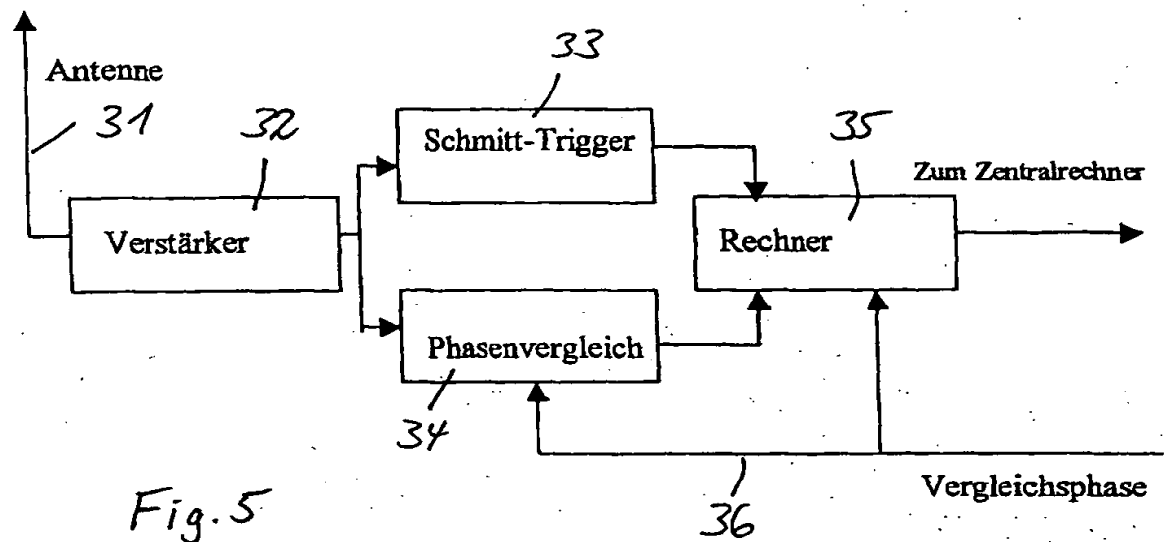 33
Antenne
31
32
Schmitt-Trigger
35
Zum Zentralrechner
Verstärker
Rechner
Phasenvergleich
34
Vergleichsphase
36
Fig. 5